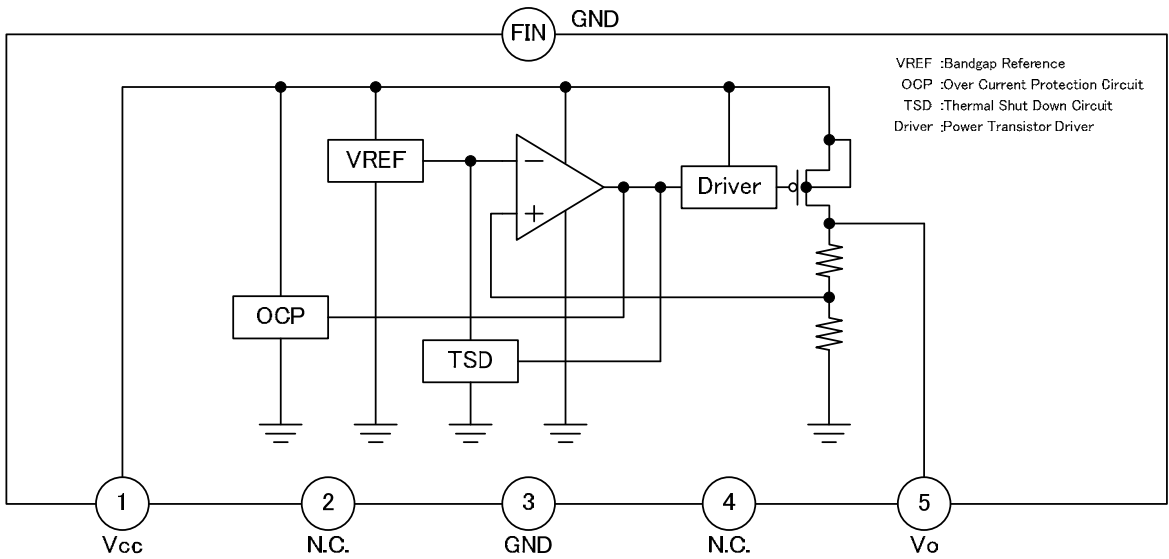 FIN GND
VREF :Bandgap Reference
OCP :Over Current Protection Circuit
TSD :Thermal Shut Down Circuit
Driver :Power Transistor Driver
VREF
−
+
Driver
OCP
TSD
1 2 3 4 5
Vcc N.C. GND N.C. Vo